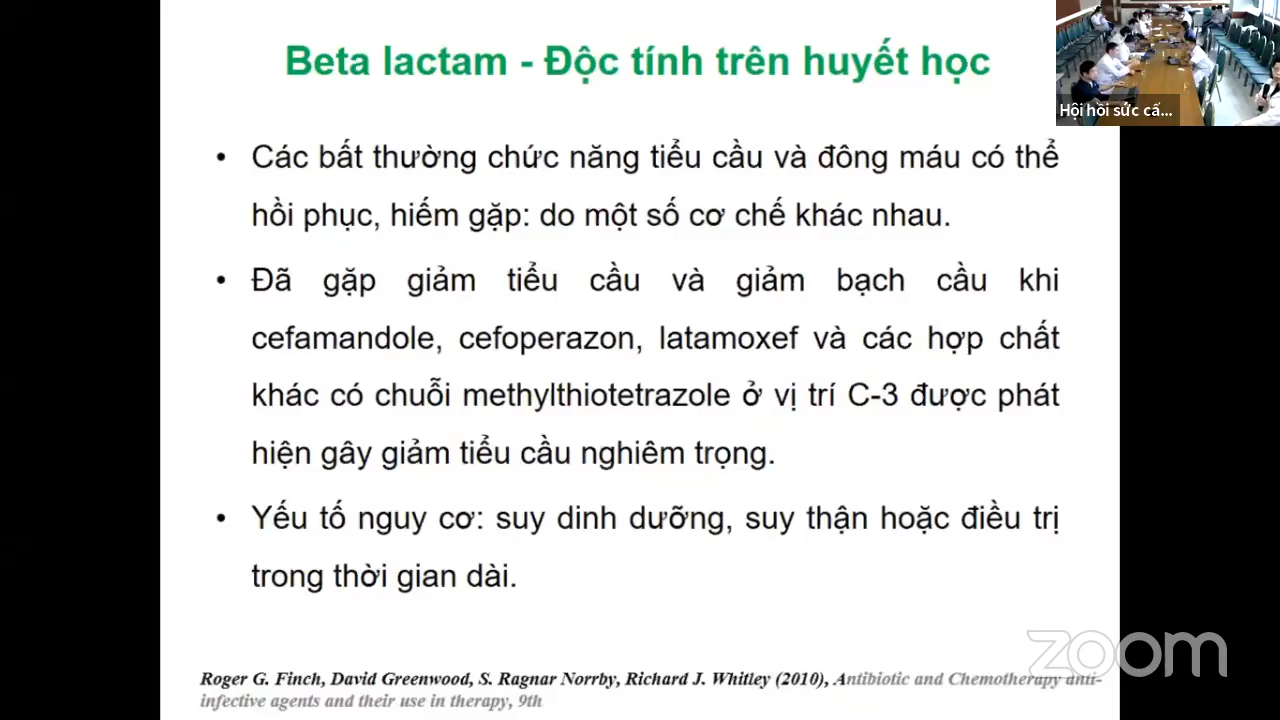 Beta lactam - Độc tính trên huyết học
Hội hồi sức cấ...
• Các bất thường chức năng tiểu cầu và đông máu có thể
hồi phục, hiếm gặp: do một số cơ chế khác nhau.
• Đã gặp giảm tiểu cầu và giảm bạch cầu khi
cefamandole, cefoperazon, latamoxef và các hợp chất
khác có chuỗi methylthiotetrazole ở vị trí C-3 được phát
hiện gây giảm tiểu cầu nghiêm trọng.
• Yếu tố nguy cơ: suy dinh dưỡng, suy thận hoặc điều trị
trong thời gian dài.
zoom
Roger G. Finch, David Greenwood, S. Ragnar Norrby, Richard J. Whitley (2010), Antibiotic and Chemotherapy anti-
infective agents and their use in therapy, 9th